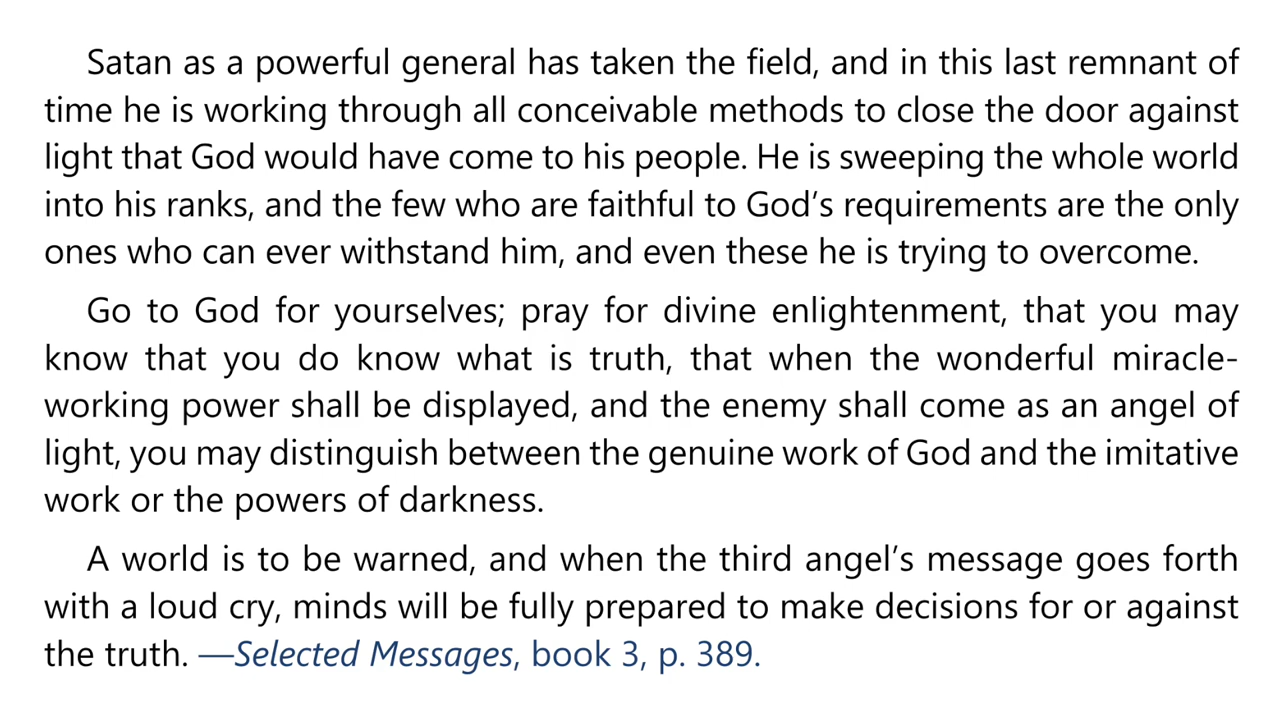 Satan as a powerful general has taken the field, and in this last remnant of
time he is working through all conceivable methods to close the door against
light that God would have come to his people. He is sweeping the whole world
into his ranks, and the few who are faithful to God’s requirements are the only
ones who can ever withstand him, and even these he is trying to overcome.
Go to God for yourselves; pray for divine enlightenment, that you may
know that you do know what is truth, that when the wonderful miracle-
working power shall be displayed, and the enemy shall come as an angel of
light, you may distinguish between the genuine work of God and the imitative
work or the powers of darkness.
A world is to be warned, and when the third angel’s message goes forth
with a loud cry, minds will be fully prepared to make decisions for or against
the truth. —Selected Messages, book 3, p. 389.